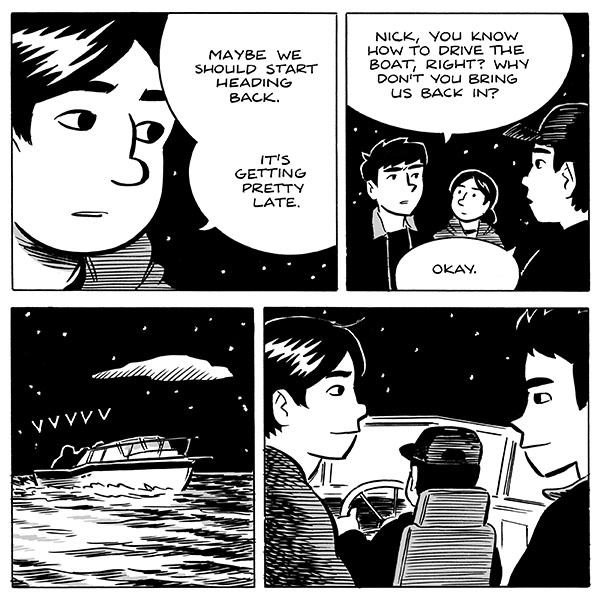 MAYBE WE
SHOULD START
HEADING
BACK.
IT'S
GETTING
PRETTY
LATE.
NICK, YOU KNOW
HOW TO DRIVE THE
BOAT, RIGHT? WHY
DON'T YOU BRING
US BACK IN?
OKAY.
VVVVV